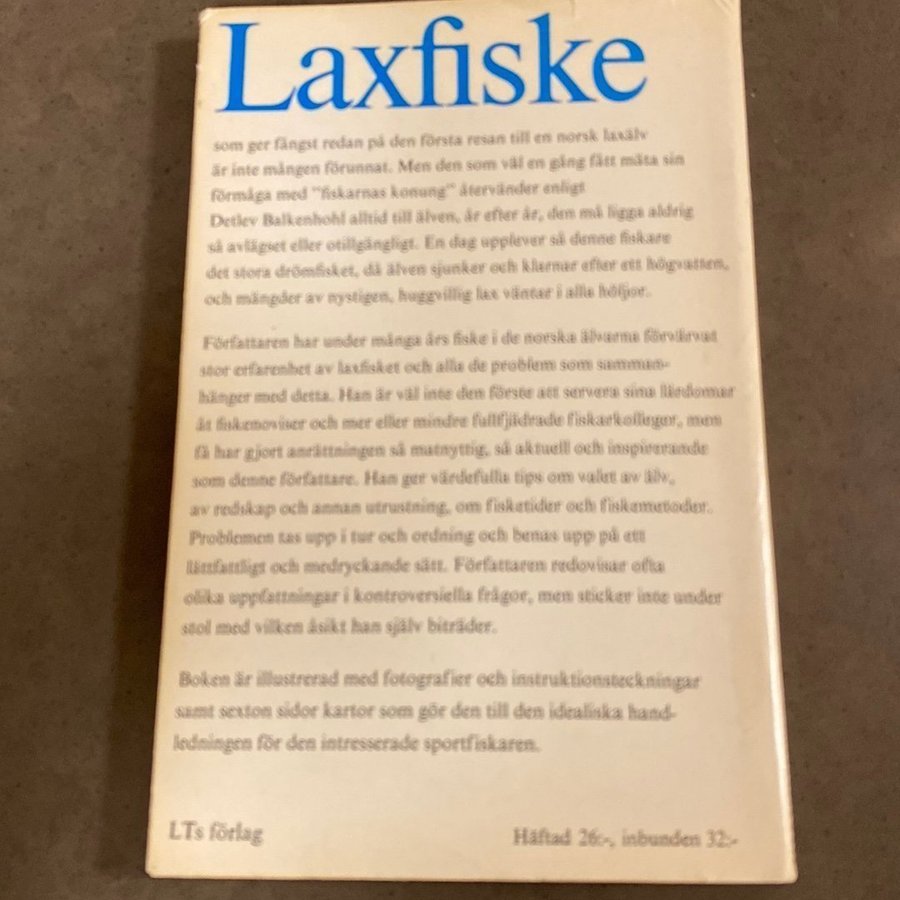 Laxfiske
som ger fångst redan på den första resan till en norsk laxälv
är inte mången förunnat. Men den som väl en gång fått mäta sin
förmåga med "fiskarnas konung" återvänder enligt
Detlev Balkenhohl alltid till älven, år efter år, den må ligga aldrig
så avlägset eller otillgängligt. En dag upplever så denne fiskare
det stora drömfisket, då älven sjunker och klarnar efter ett högvatten,
och mängder av nystigen, huggvillig lax väntar i alla höljor.
Författaren har under många års fiske i de norska älvarna förvärvat
stor erfarenhet av laxfisket och alla de problem som samman-
hänger med detta. Han är väl inte den förste att servera sina lärdomar
åt fiskenoviser och mer eller mindre fullfjädrade fiskarkolleger, men
få har gjort anrättningen så matnyttig, så aktuell och inspirerande
som denne författare. Han ger värdefulla tips om valet av älv,
av redskap och annan utrustning, om fisketider och fiskemetoder.
Problemen tas upp i tur och ordning och benas upp på ett
lättfattligt och medryckande sätt. Författaren redovisar ofta
olika uppfattningar i kontroversiella frågor, men sticker inte under
stol med vilken åsikt han själv biträder.
Boken är illustrerad med fotografier och instruktionsteckningar
samt sexton sidor kartor som gör den till den idealiska hand-
ledningen för den intresserade sportfiskaren.
LTs förlag
Häftad 26:-, inbunden 32:-